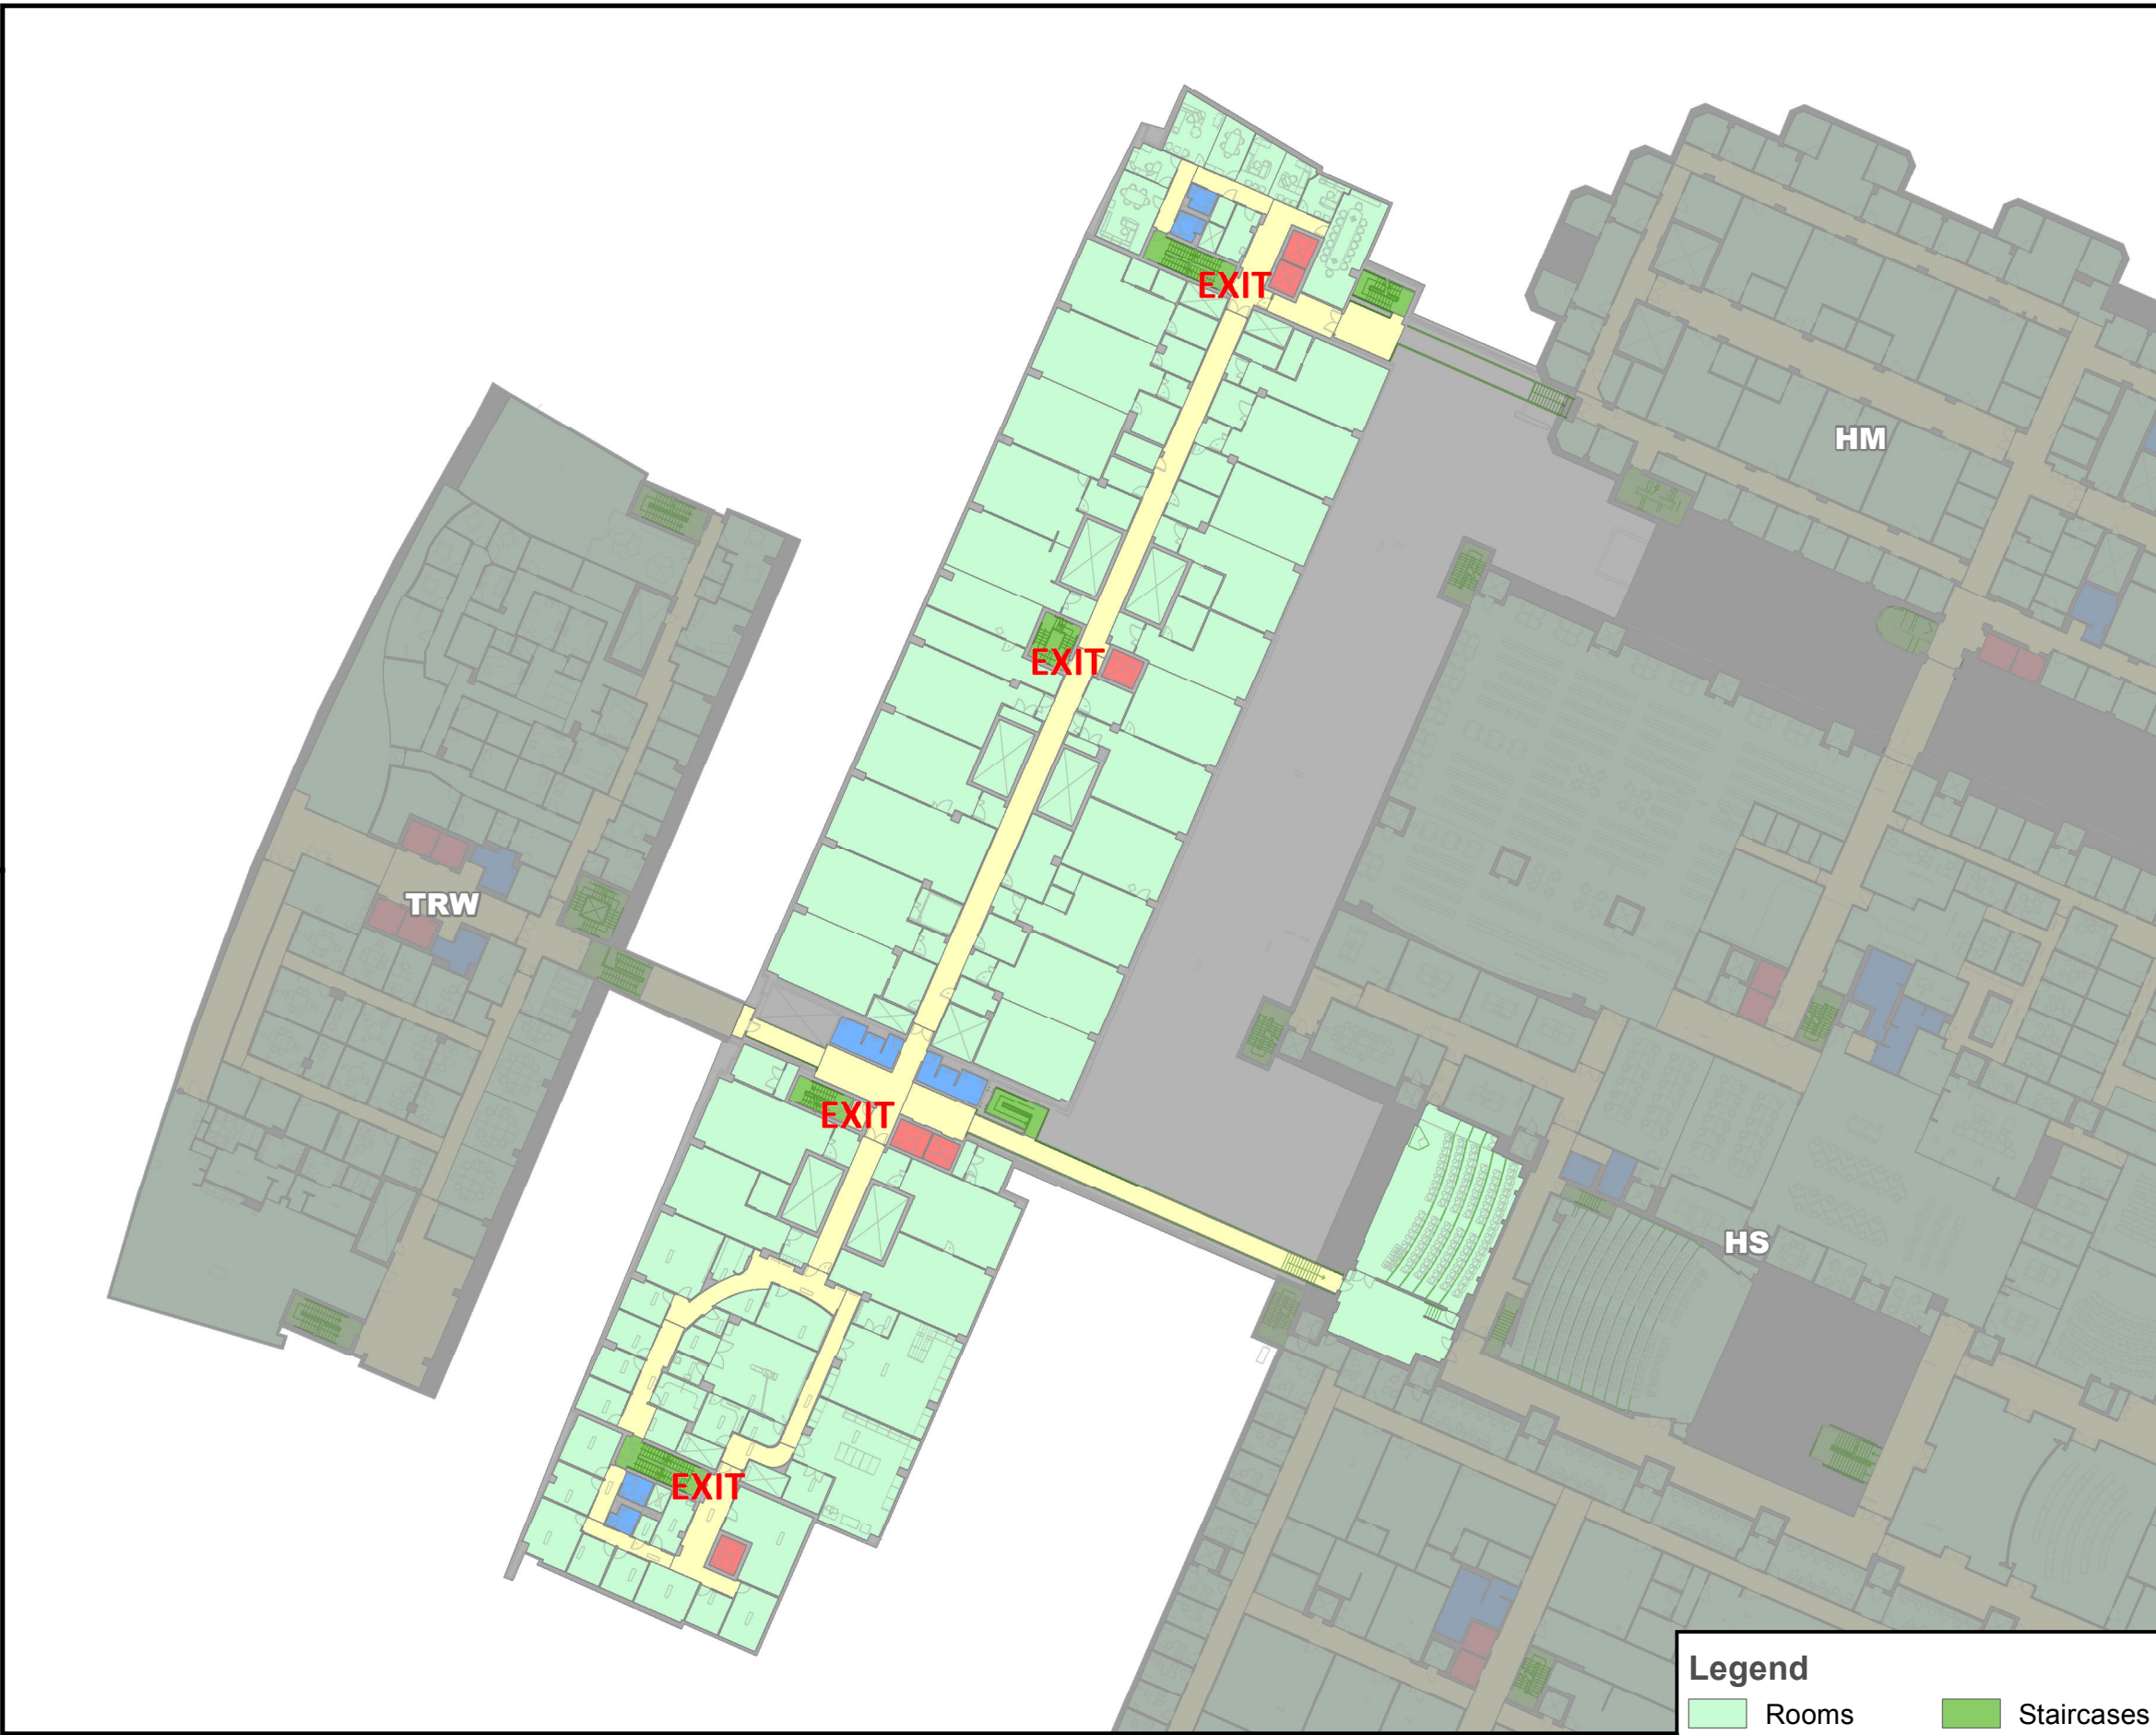 EXIT
HM
EXIT
TRW
EXIT
HS
EXIT
Legend
Rooms
Staircases